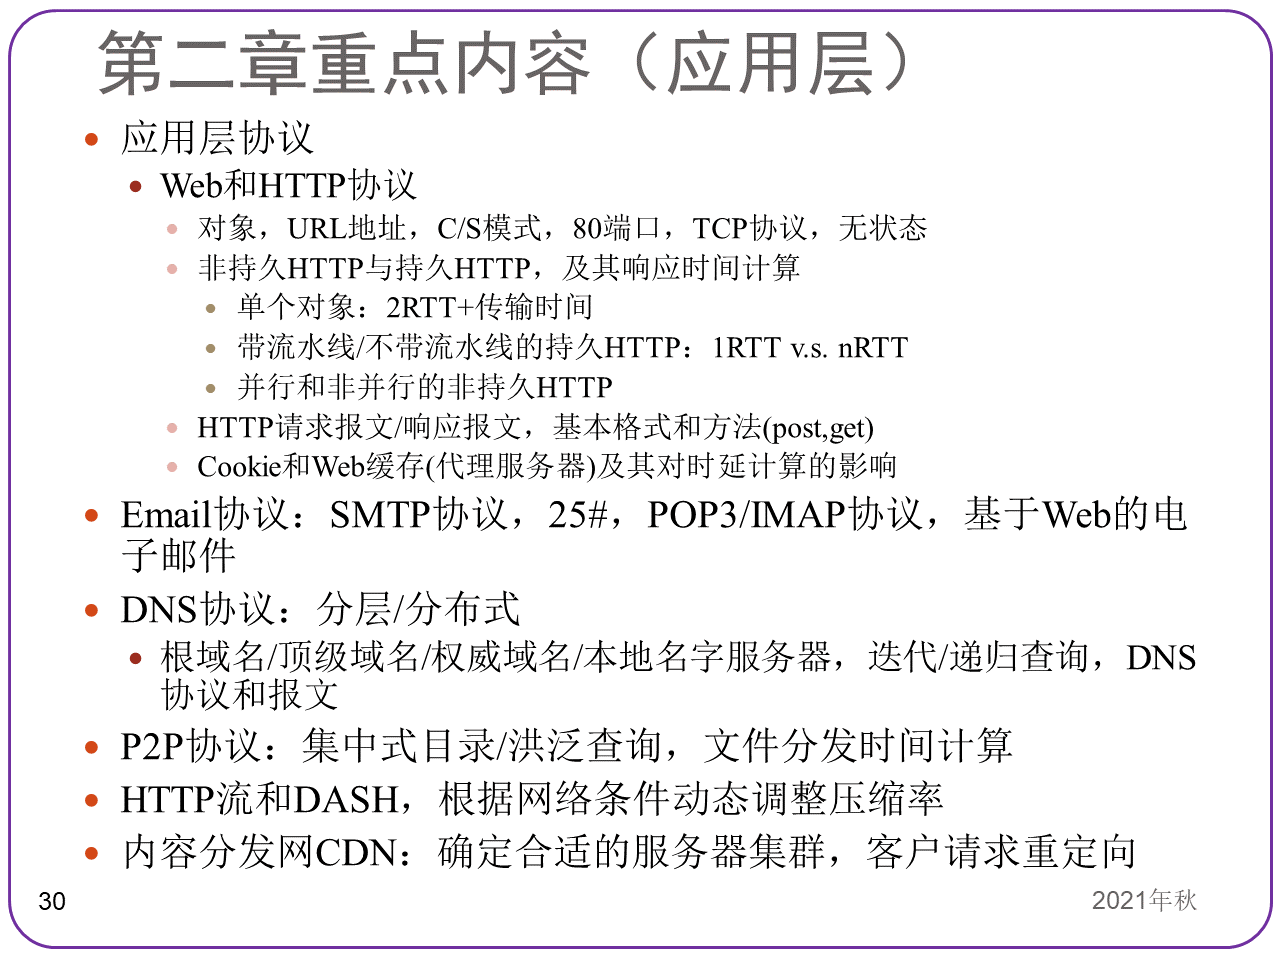 第二章重点内容（应用层）
应用层协议
Web和HTTP协议
对象，URL地址，C/S模式，80端口，TCP协议，无状态
非持久HTTP与持久HTTP，及其响应时间计算
单个对象：2RTT+传输时间
带流水线/不带流水线的持久HTTP：1RTT v.s. nRTT
并行和非并行的非持久HTTP
HTTP请求报文/响应报文，基本格式和方法(post,get)
Cookie和Web缓存(代理服务器)及其对时延计算的影响
Email协议：SMTP协议，25#，POP3/IMAP协议，基于Web的电
子邮件
DNS协议：分层/分布式
根域名/顶级域名/权威域名/本地名字服务器，迭代/递归查询，DNS
协议和报文
P2P协议：集中式目录/洪泛查询，文件分发时间计算
HTTP流和DASH，根据网络条件动态调整压缩率
内容分发网CDN：确定合适的服务器集群，客户请求重定向
30
2021年秋